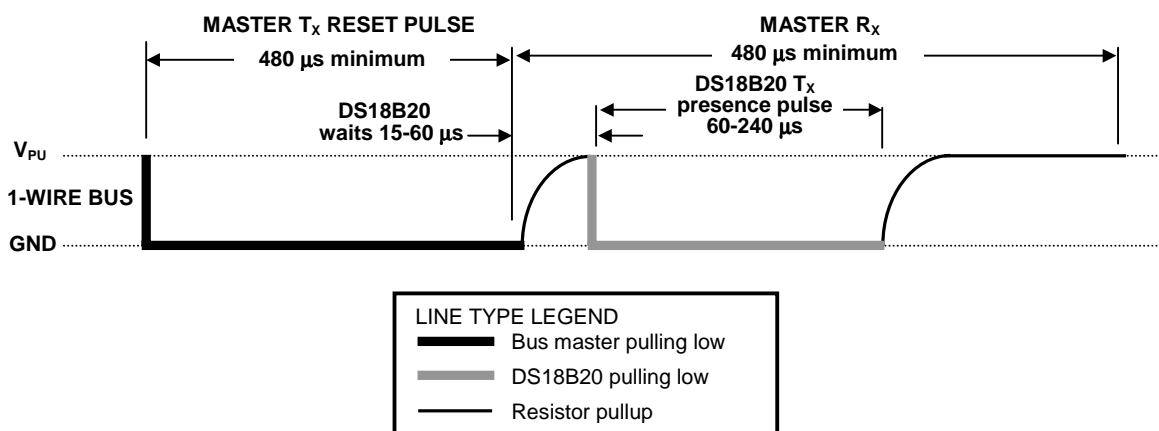 MASTER TX RESET PULSE
480 µs minimum
MASTER RX
480 µs minimum
DS18B20
waits 15-60 µs
DS18B20 TX
presence pulse
60-240 µs
VPU
1-WIRE BUS
GND
LINE TYPE LEGEND
Bus master pulling low
DS18B20 pulling low
Resistor pullup